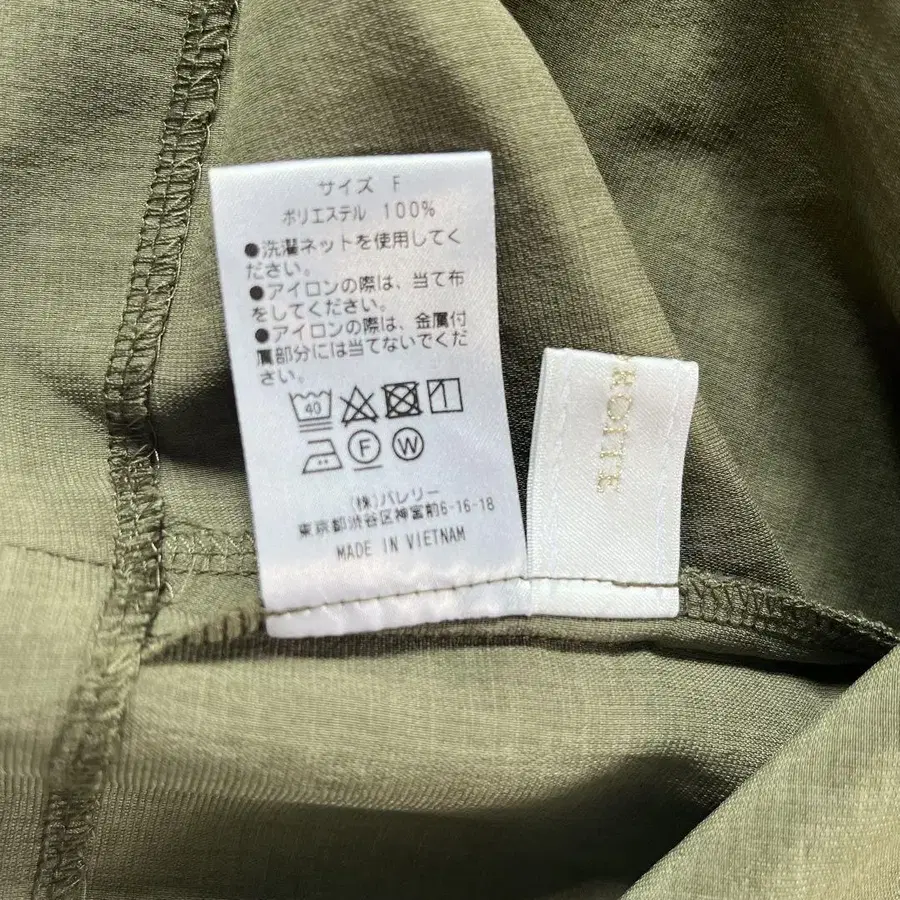 サイズ F
ポリエステル 100%
●洗濯ネットを使用してく
ださい。
●アイロンの際は、当て布
をしてください。
●アイロンの際は、金属付
属部分には当てないでくだ
さい。
40
F W
(株)バレリー
東京都渋谷区神宮前6-16-18
MADE IN VIETNAM
ROITE